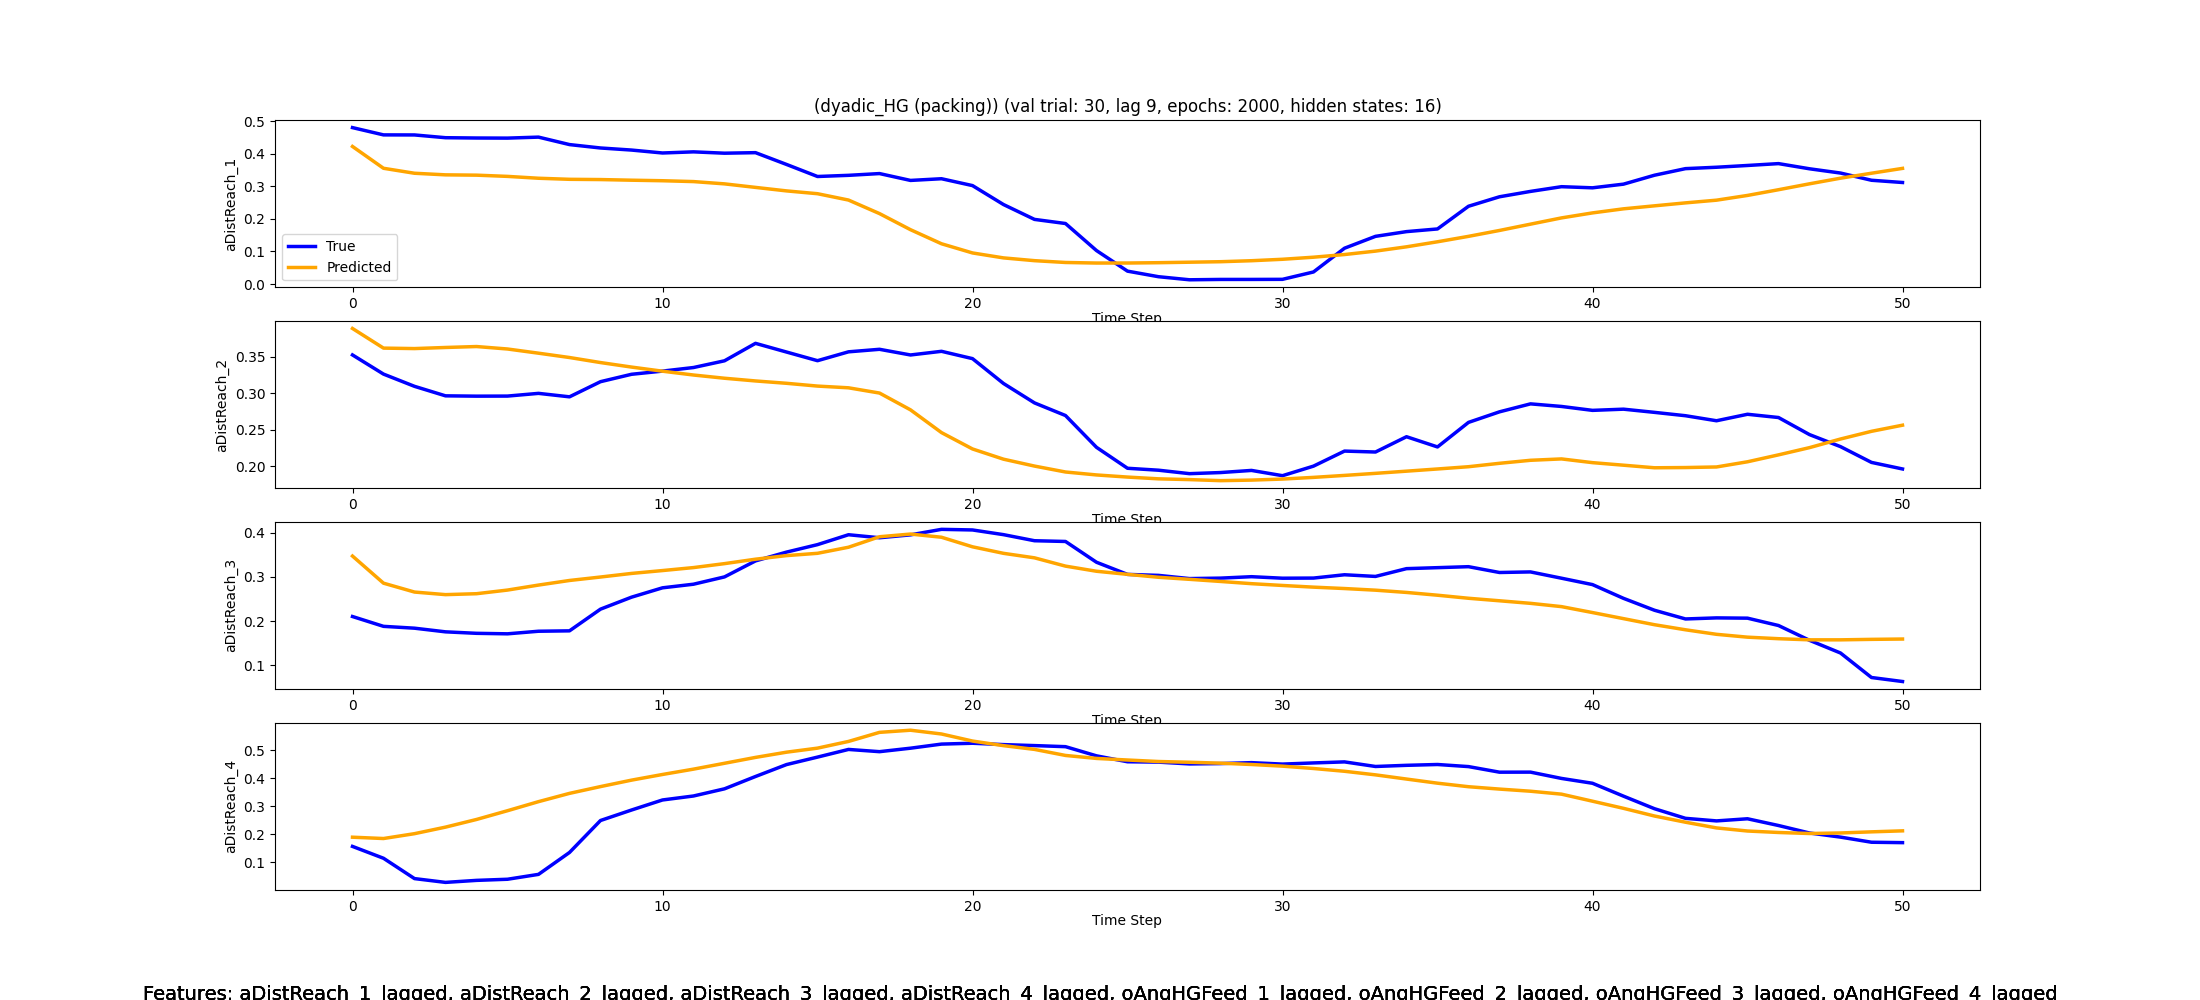 (dyadic_HG (packing)) (val trial: 30, lag 9, epochs: 2000, hidden states: 16)
0.5
0.4
0.3
0.2
0.1
0.0
aDistReach_1
True
Predicted
0 10 20 30 40 50
Time Step
0.35
0.30
0.25
0.20
aDistReach_2
0 10 20 30 40 50
Time Step
0.4
0.3
0.2
0.1
aDistReach_3
0 10 20 30 40 50
Time Step
0.5
0.4
0.3
0.2
0.1
aDistReach_4
0 10 20 30 40 50
Time Step
Features: aDistReach_1_lagged, aDistReach_2_lagged, aDistReach_3_lagged, aDistReach_4_lagged, oAngHGFeed_1_lagged, oAngHGFeed_2_lagged, oAngHGFeed_3_lagged, oAngHGFeed_4_lagged